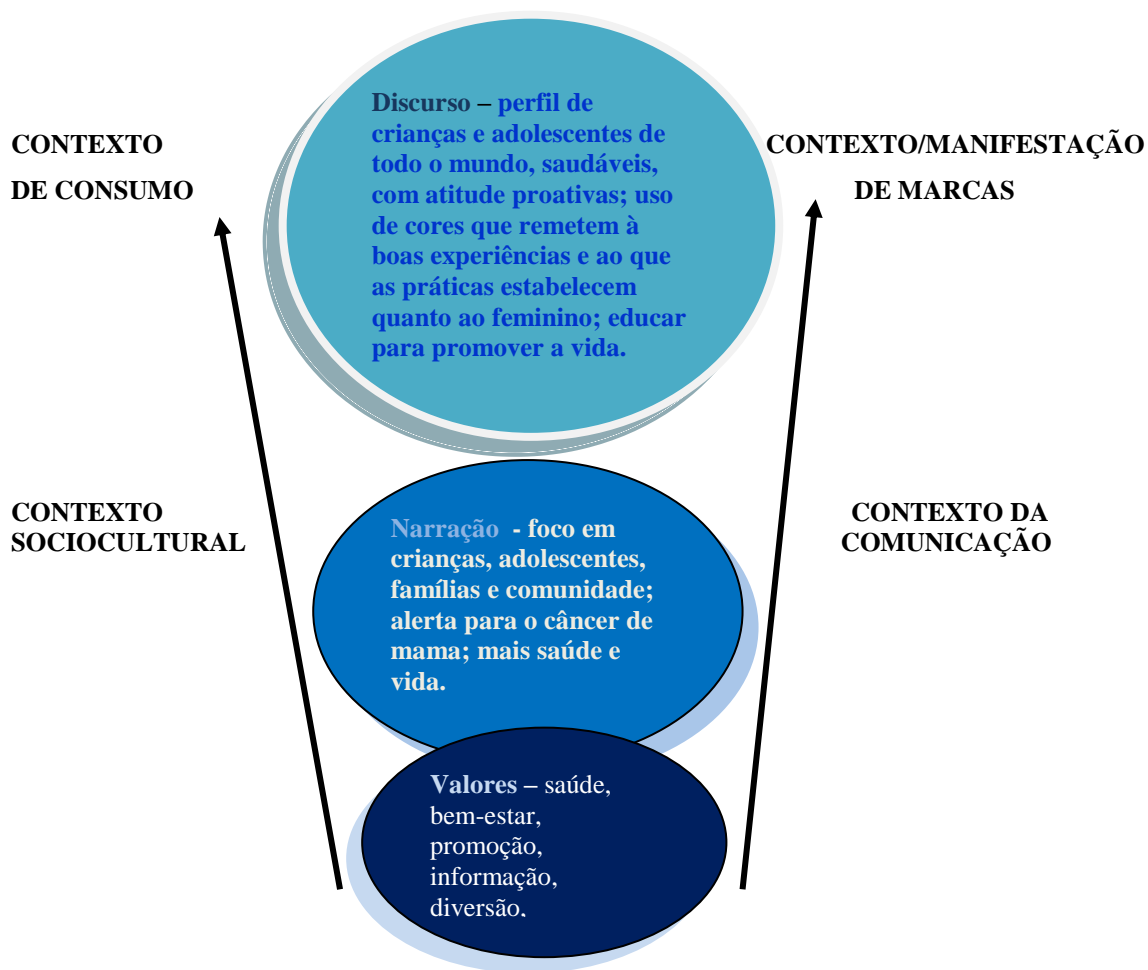 CONTEXTO
DE CONSUMO
Discurso – perfil de
crianças e adolescentes de
todo o mundo, saudáveis,
com atitude proativas; uso
de cores que remetem à
boas experiências e ao que
as práticas estabelecem
quanto ao feminino; educar
para promover a vida.
CONTEXTO/MANIFESTAÇÃO
DE MARCAS
CONTEXTO
SOCIOCULTURAL
Narração - foco em
crianças, adolescentes,
famílias e comunidade;
alerta para o câncer de
mama; mais saúde e
vida.
CONTEXTO DA
COMUNICAÇÃO
Valores – saúde,
bem-estar,
promoção,
informação,
diversão,